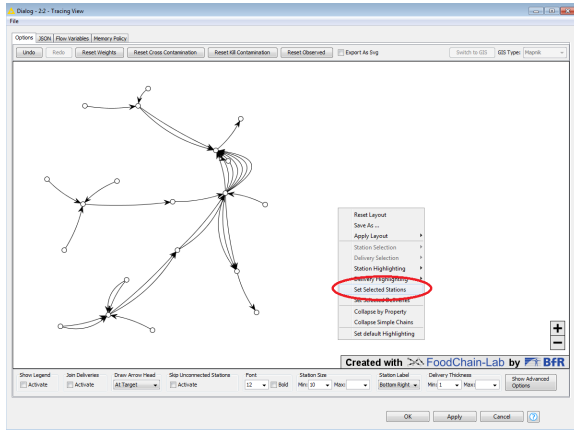 Dialog - 2:2 - Tracing View
File
Options JSON Flow Variables Memory Policy
Undo Redo Reset Weights Reset Cross Contamination Reset Kill Contamination Reset Observed Export As Svg Switch to GIS GIS Type: Mapnik
Reset Layout
Save As ...
Apply Layout
Station Selection
Delivery Selection
Station Highlighting
Delivery Highlighting
Set Selected Stations
Set Selected Deliveries
Collapse by Property
Collapse Simple Chains
Set default Highlighting
+
−
Created with FoodChain-Lab by BfR
Show Legend Join Deliveries Draw Arrow Head Skip Unconnected Stations Font Station Size Station Label Delivery Thickness
Activate Activate At Target Activate 12 Bold Min: 10 Max: Bottom Right Min: 1 Max: Show Advanced
Options
OK Apply Cancel ?